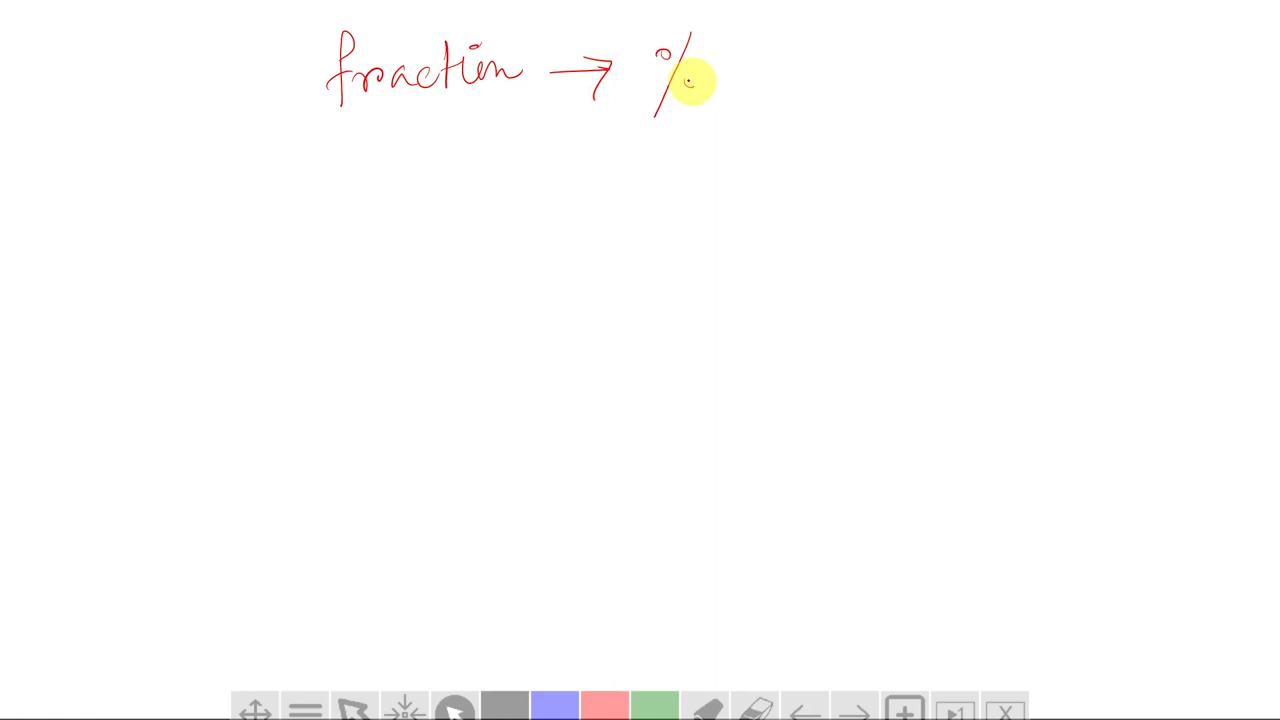 fraction → %